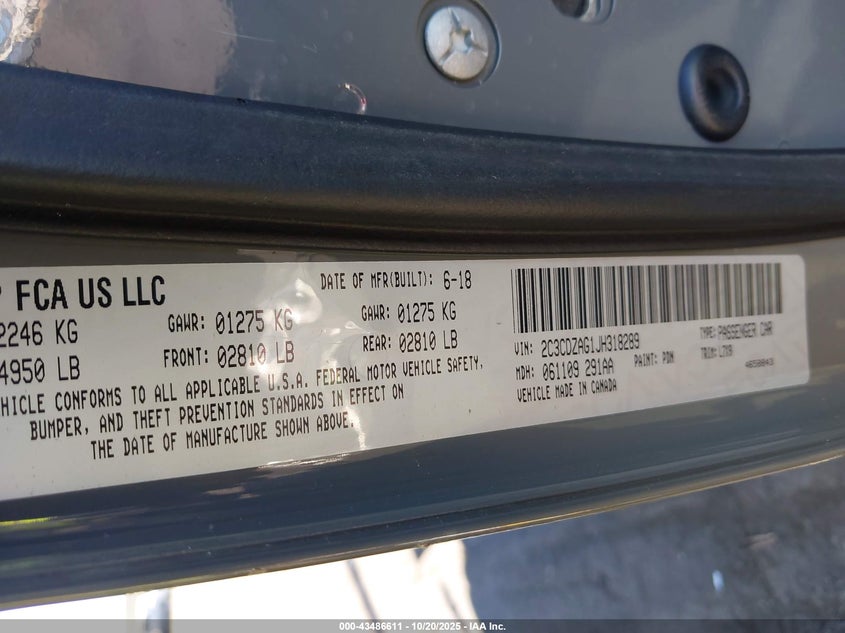 FCA US LLC
DATE OF MFR(BUILT): 6-18
2246 KG GAWR: 01275 KG GAWR: 01275 KG
4950 LB FRONT: 02810 LB REAR: 02810 LB
VEHICLE CONFORMS TO ALL APPLICABLE U.S.A. FEDERAL MOTOR VEHICLE SAFETY,
BUMPER, AND THEFT PREVENTION STANDARDS IN EFFECT ON
THE DATE OF MANUFACTURE SHOWN ABOVE.
VIN: 2C3CDZAG1JH318289 TYPE: PASSENGER CAR
MDH: 061109 291AA PAINT: PDN TRIM:
VEHICLE MADE IN CANADA
000-43486611 - 10/20/2025 - IAA Inc.